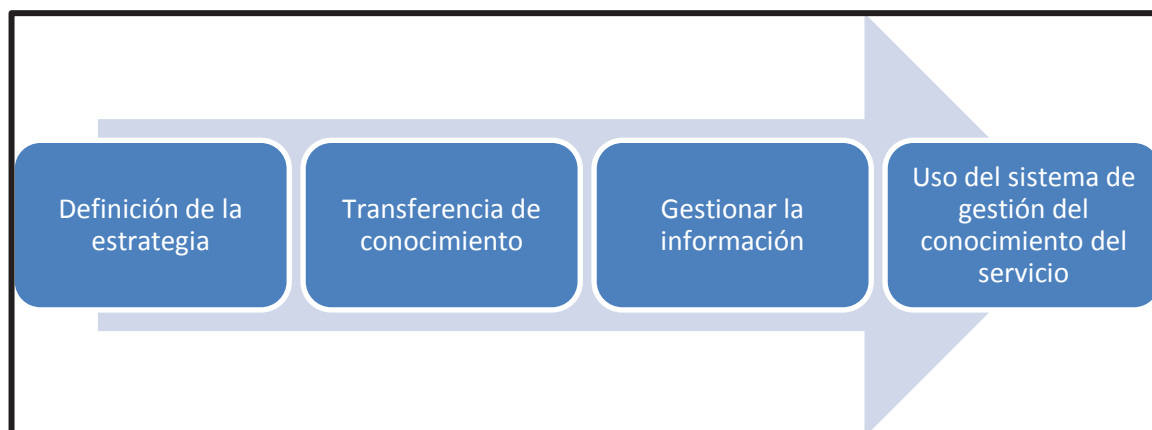 Definición de la
estrategia
Transferencia de
conocimiento
Gestionar la
información
Uso del sistema de
gestión del
conocimiento del
servicio